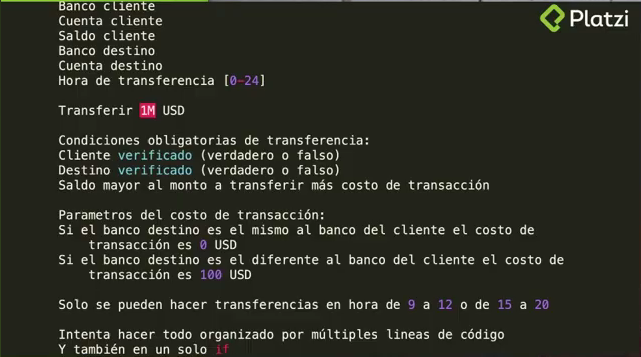 Banco cliente
Platzi
Cuenta cliente
Saldo cliente
Banco destino
Cuenta destino
Hora de transferencia [0-24]
Transferir 1M USD
Condiciones obligatorias de transferencia:
Cliente verificado (verdadero o falso)
Destino verificado (verdadero o falso)
Saldo mayor al monto a transferir más costo de transacción
Parametros del costo de transacción:
Si el banco destino es el mismo al banco del cliente el costo de
transacción es 0 USD
Si el banco destino es el diferente al banco del cliente el costo de
transacción es 100 USD
Solo se pueden hacer transferencias en hora de 9 a 12 o de 15 a 20
Intenta hacer todo organizado por múltiples lineas de código
Y también en un solo if